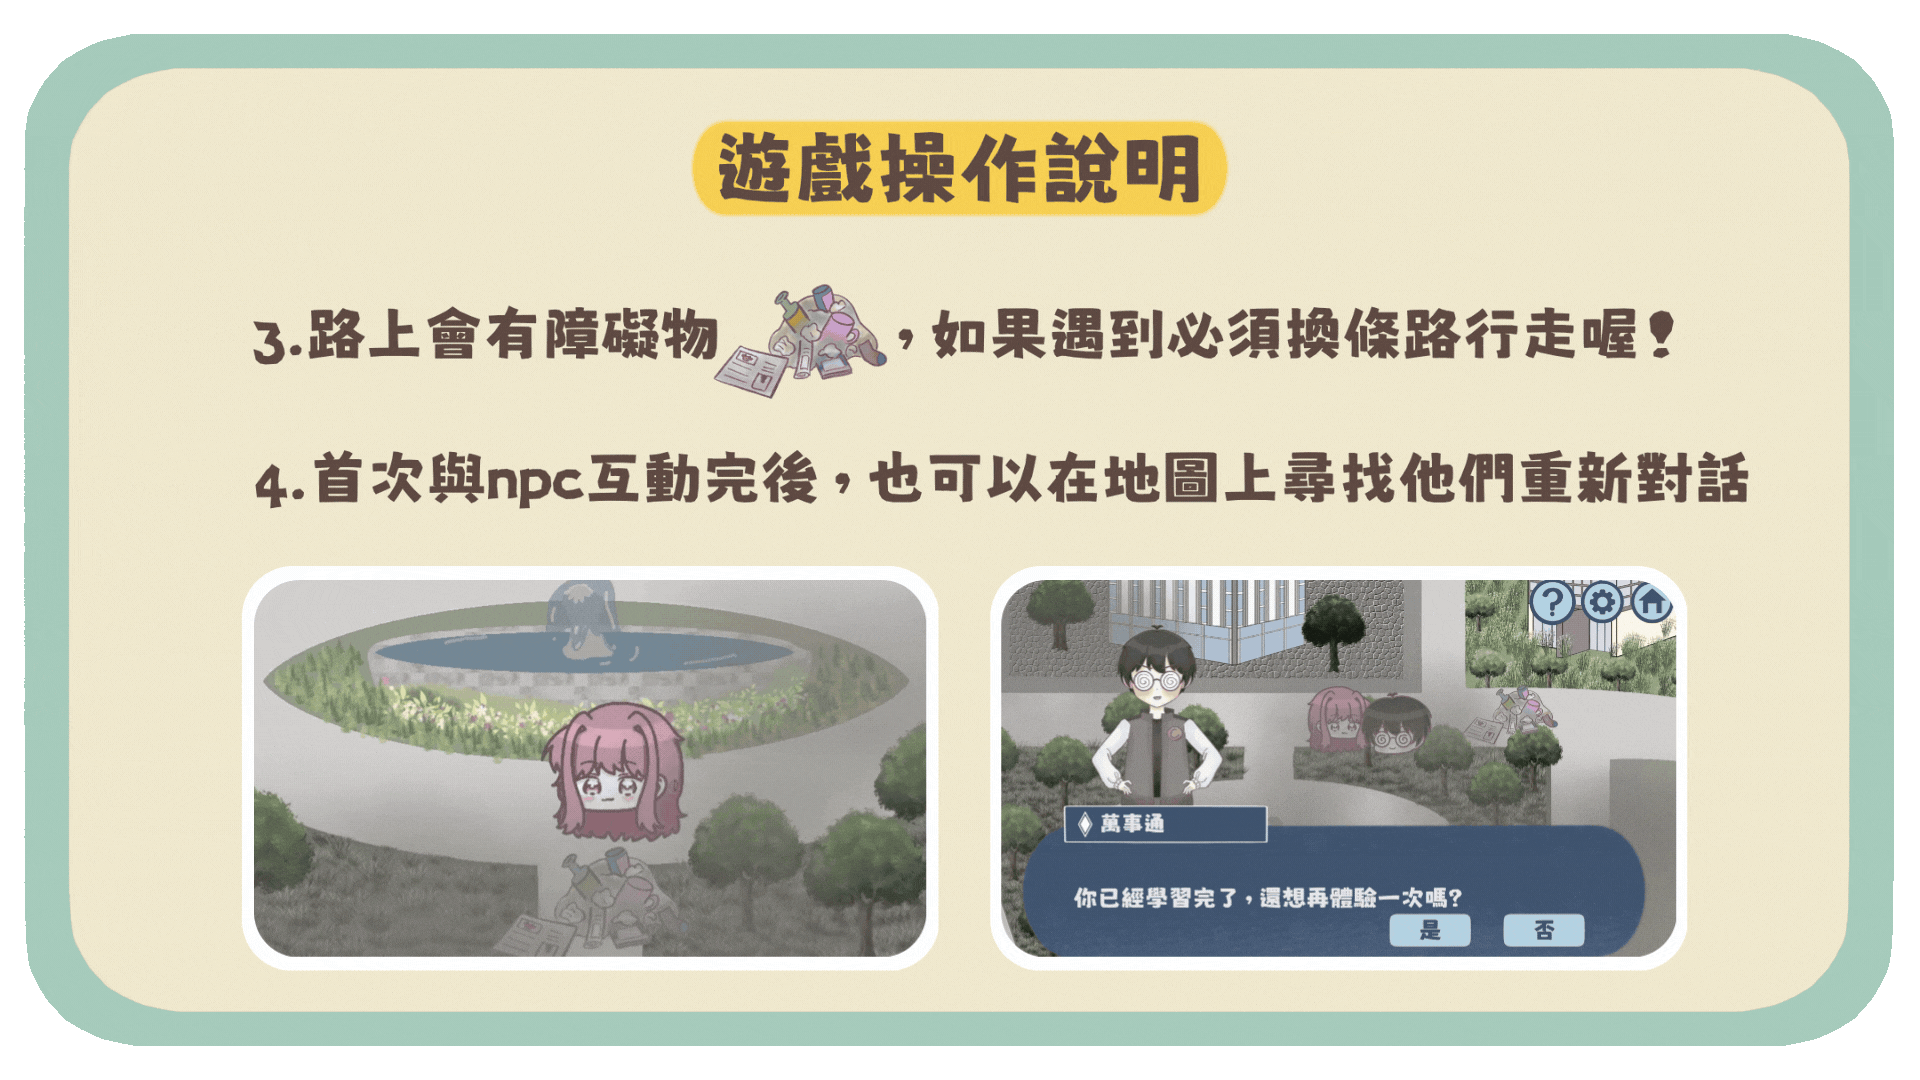 遊戲操作說明
3.路上會有障礙物，如果遇到必須換條路行走喔！
4.首次與npc互動完後，也可以在地圖上尋找他們重新對話
?
萬事通
你已經學習完了，還想再體驗一次嗎?
是 否